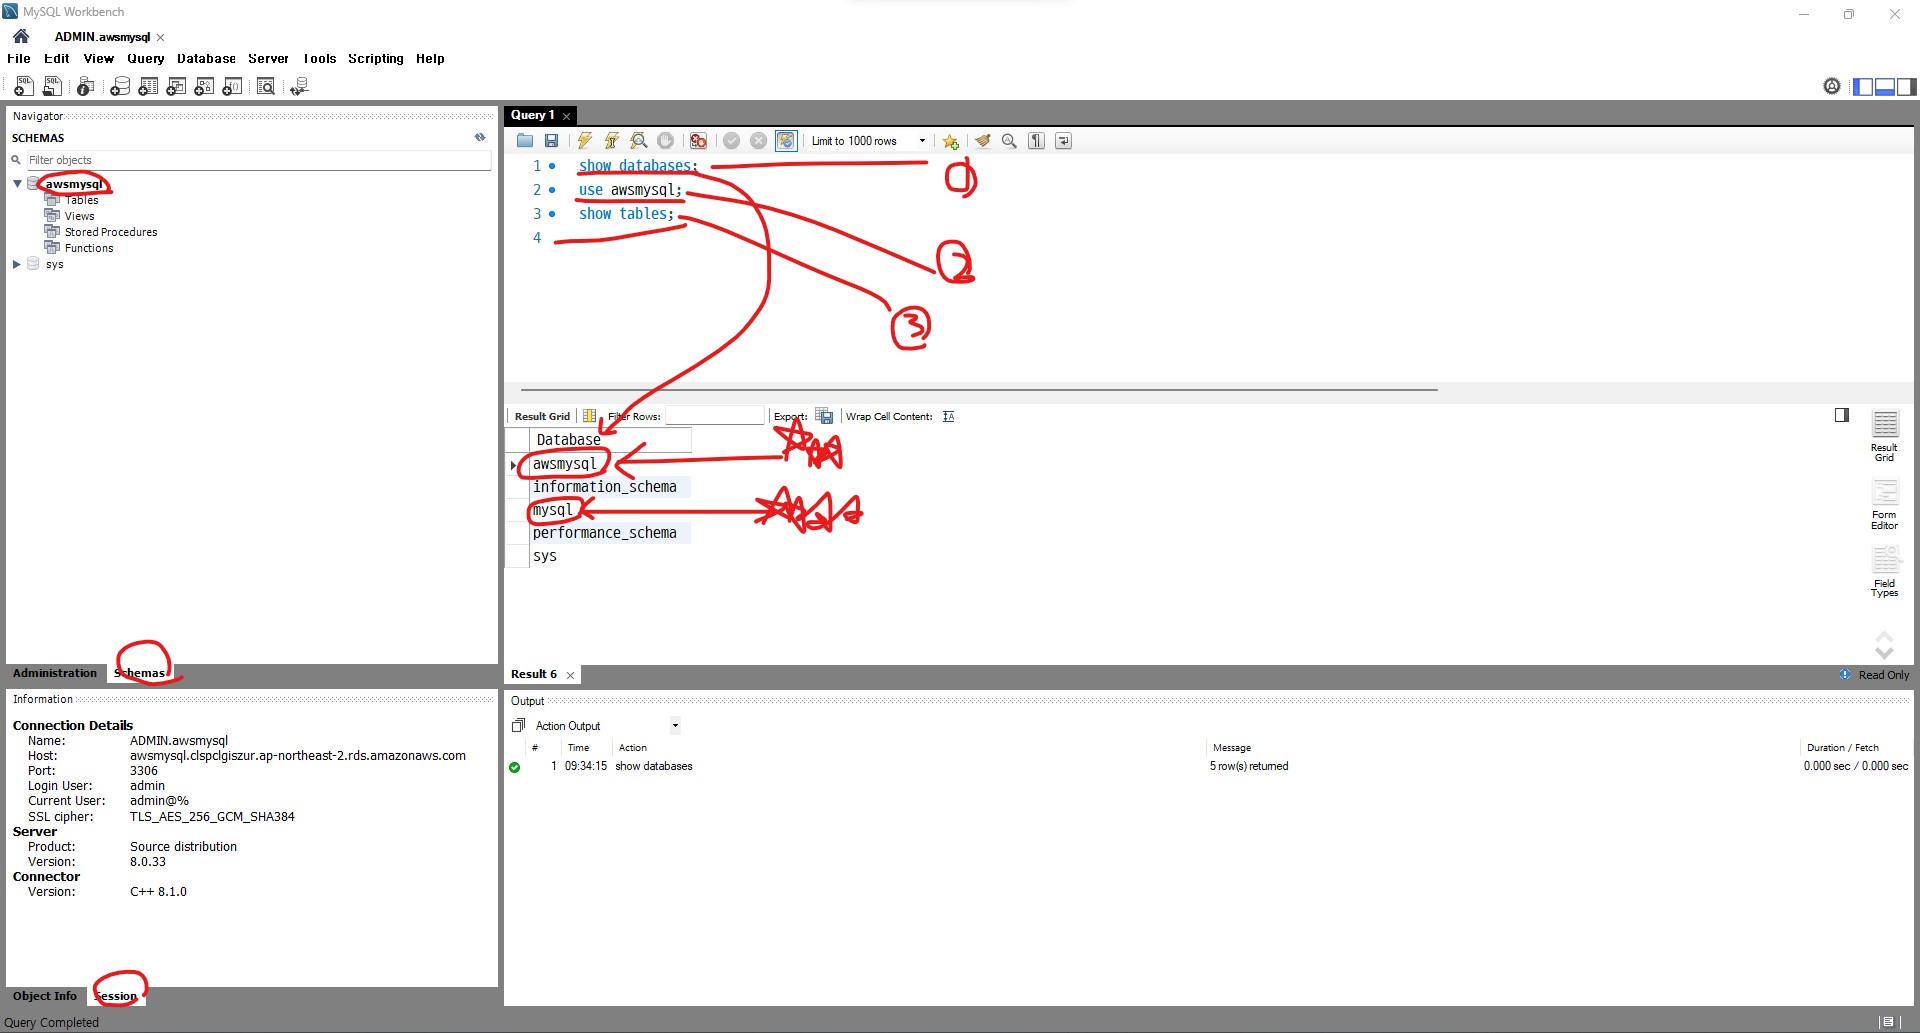 MySQL Workbench
ADMIN.awsmysql
File Edit View Query Database Server Tools Scripting Help
Navigator
SCHEMAS
Filter objects
awsmysql
Tables
Views
Stored Procedures
Functions
sys
Administration Schemas
Information
Connection Details
Name: ADMIN.awsmysql
Host: awsmysql.clspclgiszur.ap-northeast-2.rds.amazonaws.com
Port: 3306
Login User: admin
Current User: admin@%
SSL cipher: TLS_AES_256_GCM_SHA384
Server
Product: Source distribution
Version: 8.0.33
Connector
Version: C++ 8.1.0
Object Info Session
Query Completed
Query 1
Limit to 1000 rows
1 show databases;
2 use awsmysql;
3 show tables;
4
1
2
3
Result Grid Filter Rows: Export: Wrap Cell Content:
Database
awsmysql
information_schema
mysql
performance_schema
sys
Result Grid
Form Editor
Field Types
Result 6
Read Only
Output
Action Output
# Time Action Message Duration / Fetch
1 09:34:15 show databases 5 row(s) returned 0.000 sec / 0.000 sec